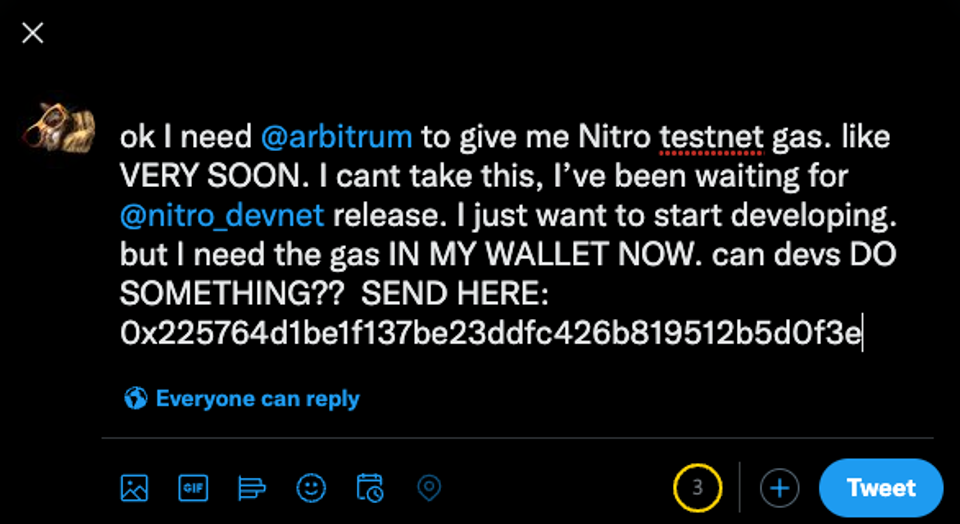 ok I need @arbitrum to give me Nitro testnet gas. like
VERY SOON. I cant take this, I’ve been waiting for
@nitro_devnet release. I just want to start developing.
but I need the gas IN MY WALLET NOW. can devs DO
SOMETHING??  SEND HERE:
0x225764d1be1f137be23ddfc426b819512b5d0f3e
Everyone can reply
GIF
3
Tweet